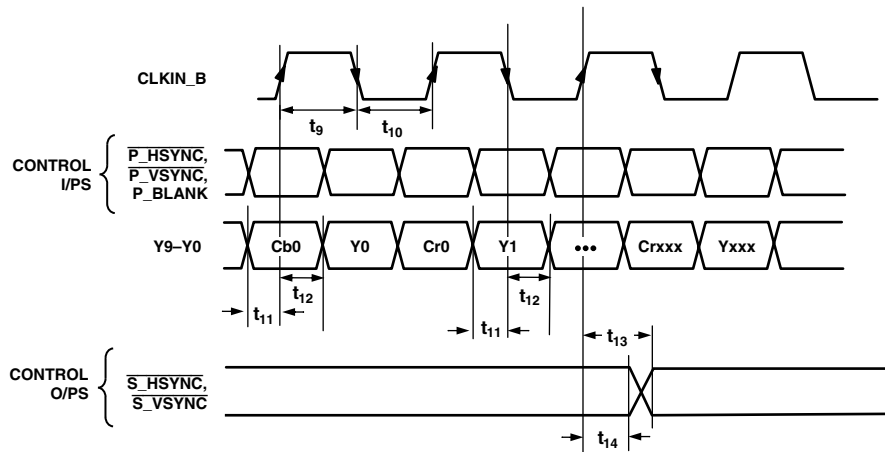 CLKIN_B
t9
t10
CONTROL
I/PS
P_HSYNC,
P_VSYNC,
P_BLANK
Y9–Y0
Cb0
Y0
Cr0
Y1
•••
Crxxx
Yxxx
t12
t12
t11
t11
t13
CONTROL
O/PS
S_HSYNC,
S_VSYNC
t14